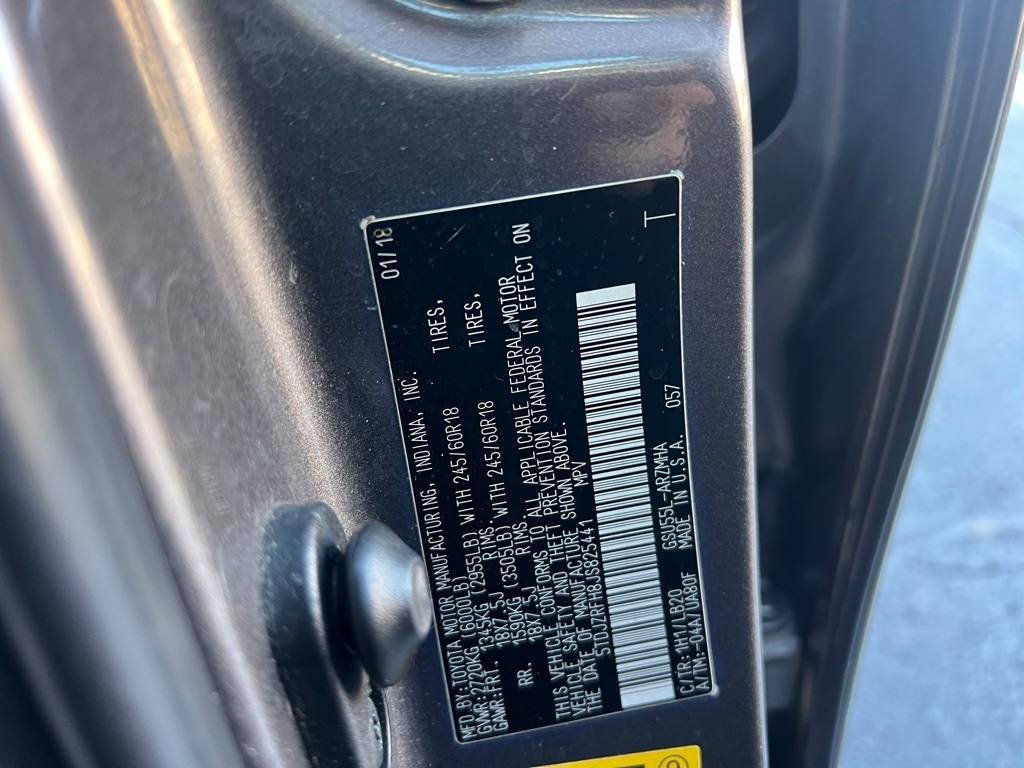 MFD.BY:TOYOTA MOTOR MANUFACTURING, INDIANA, INC. 01/18
GVWR:2720KG (6000LB)
GAWR:FRT. 1345KG (2955LB) WITH 245/60R18 TIRES,
18X7.5J RIMS.
RR. 1590KG (3505LB) WITH 245/60R18 TIRES,
18X7.5J RIMS.
THIS VEHICLE CONFORMS TO ALL APPLICABLE FEDERAL MOTOR
VEHICLE SAFETY AND THEFT PREVENTION STANDARDS IN EFFECT ON
THE DATE OF MANUFACTURE SHOWN ABOVE.
5TDJZRFH8JS825444 MPV
T
C/TR:1H1/LB20 GSU55L-ARZMHA 057
A/TM:-04A/UA80F MADE IN U.S.A.